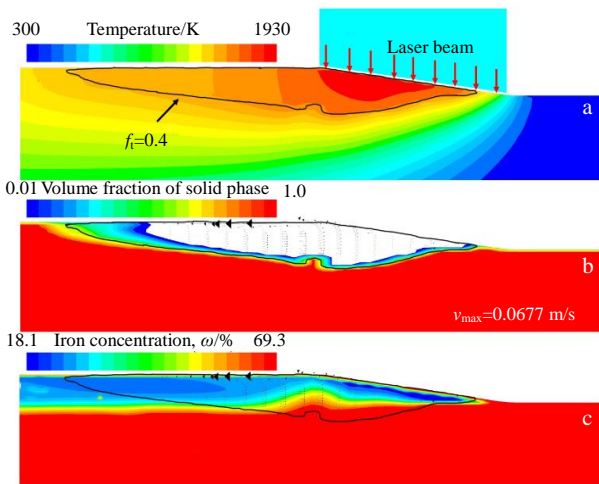 300 Temperature/K 1930
Laser beam
a
fₜ=0.4
0.01 Volume fraction of solid phase 1.0
b
vmax=0.0677 m/s
18.1 Iron concentration, ω/% 69.3
c